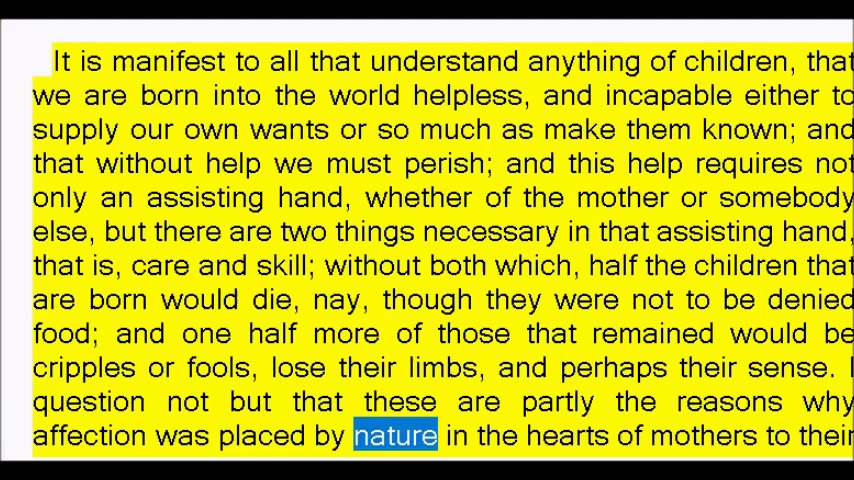 It is manifest to all that understand anything of children, that
we are born into the world helpless, and incapable either to
supply our own wants or so much as make them known; and
that without help we must perish; and this help requires not
only an assisting hand, whether of the mother or somebody
else, but there are two things necessary in that assisting hand,
that is, care and skill; without both which, half the children that
are born would die, nay, though they were not to be denied
food; and one half more of those that remained would be
cripples or fools, lose their limbs, and perhaps their sense. I
question not but that these are partly the reasons why
affection was placed by nature in the hearts of mothers to their